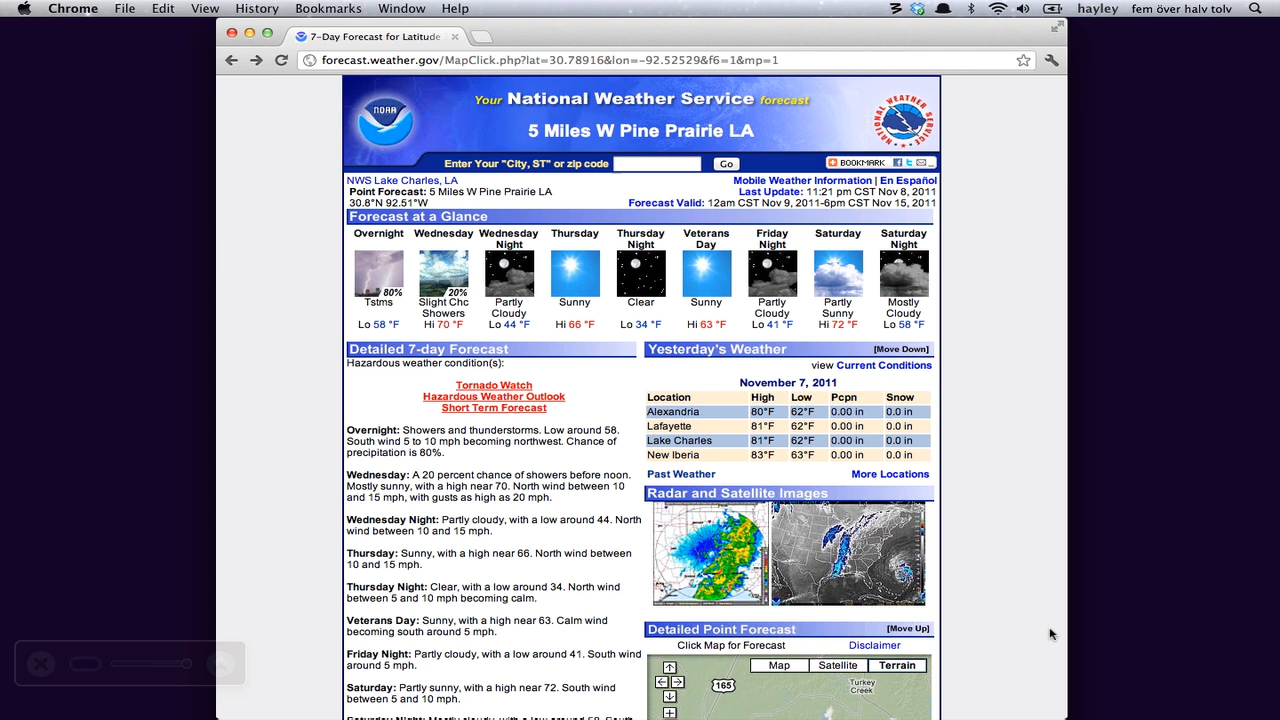 Chrome File Edit View History Bookmarks Window Help hayley fem över halv tolv
7-Day Forecast for Latitude
forecast.weather.gov/MapClick.php?lat=30.78916&lon=-92.52529&f6=1&mp=1
NOAA
Your National Weather Service forecast
5 Miles W Pine Prairie LA
NATIONAL WEATHER SERVICE
Enter Your "City, ST" or zip code Go
BOOKMARK
NWS Lake Charles, LA
Point Forecast: 5 Miles W Pine Prairie LA
30.8°N 92.51°W
Mobile Weather Information | En Español
Last Update: 11:21 pm CST Nov 8, 2011
Forecast Valid: 12am CST Nov 9, 2011-6pm CST Nov 15, 2011
Forecast at a Glance
Overnight Wednesday Wednesday Night Thursday Thursday Night Veterans Day Friday Night Saturday Saturday Night
80% 20%
Tstms Slight Chc Showers Partly Cloudy Sunny Clear Sunny Partly Cloudy Partly Sunny Mostly Cloudy
Lo 58 °F Hi 70 °F Lo 44 °F Hi 66 °F Lo 34 °F Hi 63 °F Lo 41 °F Hi 72 °F Lo 58 °F
Detailed 7-day Forecast
Hazardous weather condition(s):
Tornado Watch
Hazardous Weather Outlook
Short Term Forecast
Overnight: Showers and thunderstorms. Low around 58.
South wind 5 to 10 mph becoming northwest. Chance of
precipitation is 80%.
Wednesday: A 20 percent chance of showers before noon.
Mostly sunny, with a high near 70. North wind between 10
and 15 mph, with gusts as high as 20 mph.
Wednesday Night: Partly cloudy, with a low around 44. North
wind between 10 and 15 mph.
Thursday: Sunny, with a high near 66. North wind between
10 and 15 mph.
Thursday Night: Clear, with a low around 34. North wind
between 5 and 10 mph becoming calm.
Veterans Day: Sunny, with a high near 63. Calm wind
becoming south around 5 mph.
Friday Night: Partly cloudy, with a low around 41. South wind
around 5 mph.
Saturday: Partly sunny, with a high near 72. South wind
between 5 and 10 mph.
Saturday Night: Mostly cloudy, with a low around 58. South
Yesterday's Weather [Move Down]
view Current Conditions
November 7, 2011
Location High Low Pcpn Snow
Alexandria 80°F 62°F 0.00 in 0.0 in
Lafayette 81°F 62°F 0.00 in 0.0 in
Lake Charles 81°F 62°F 0.00 in 0.0 in
New Iberia 83°F 63°F 0.00 in 0.0 in
Past Weather More Locations
Radar and Satellite Images
Detailed Point Forecast [Move Up]
Click Map for Forecast Disclaimer
Map Satellite Terrain
165
Turkey
Creek